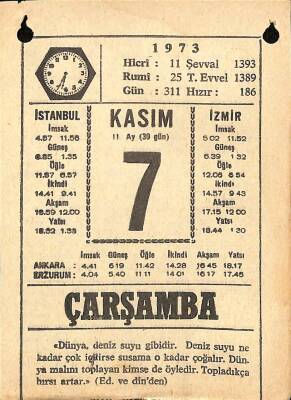 1973
Hicrî : 11 Şevval 1393
Rumî : 25 T. Evvel 1389
Gün : 311 Hızır : 186
İSTANBUL
İmsak
4.57 11.56
Güneş
6.35 1.35
Öğle
11.57 6.57
İkindi
14.41 9.41
Akşam
16.59 12.00
Yatsı
18.32 1.33
KASIM
11. Ay (30 gün)
7
İZMİR
İmsak
5.02 11.52
Güneş
6.39 1.32
Öğle
12.06 6.54
İkindi
14.57 9.43
Akşam
17.15 12.00
Yatsı
18.44 1.30
İmsak Güneş Öğle İkindi Akşam Yatsı
ANKARA : 4.41 6.19 11.42 14.28 16.45 18.17
ERZURUM : 4.04 5.40 11.11 14.01 16.17 17.45
ÇARŞAMBA
«Dünya, deniz suyu gibidir. Deniz suyu ne
kadar çok içilirse susama o kadar çoğalır. Dün-
ya malını toplayan kimse de öyledir. Topladıkça
hırsı artar.» (Ed. ve din'den)